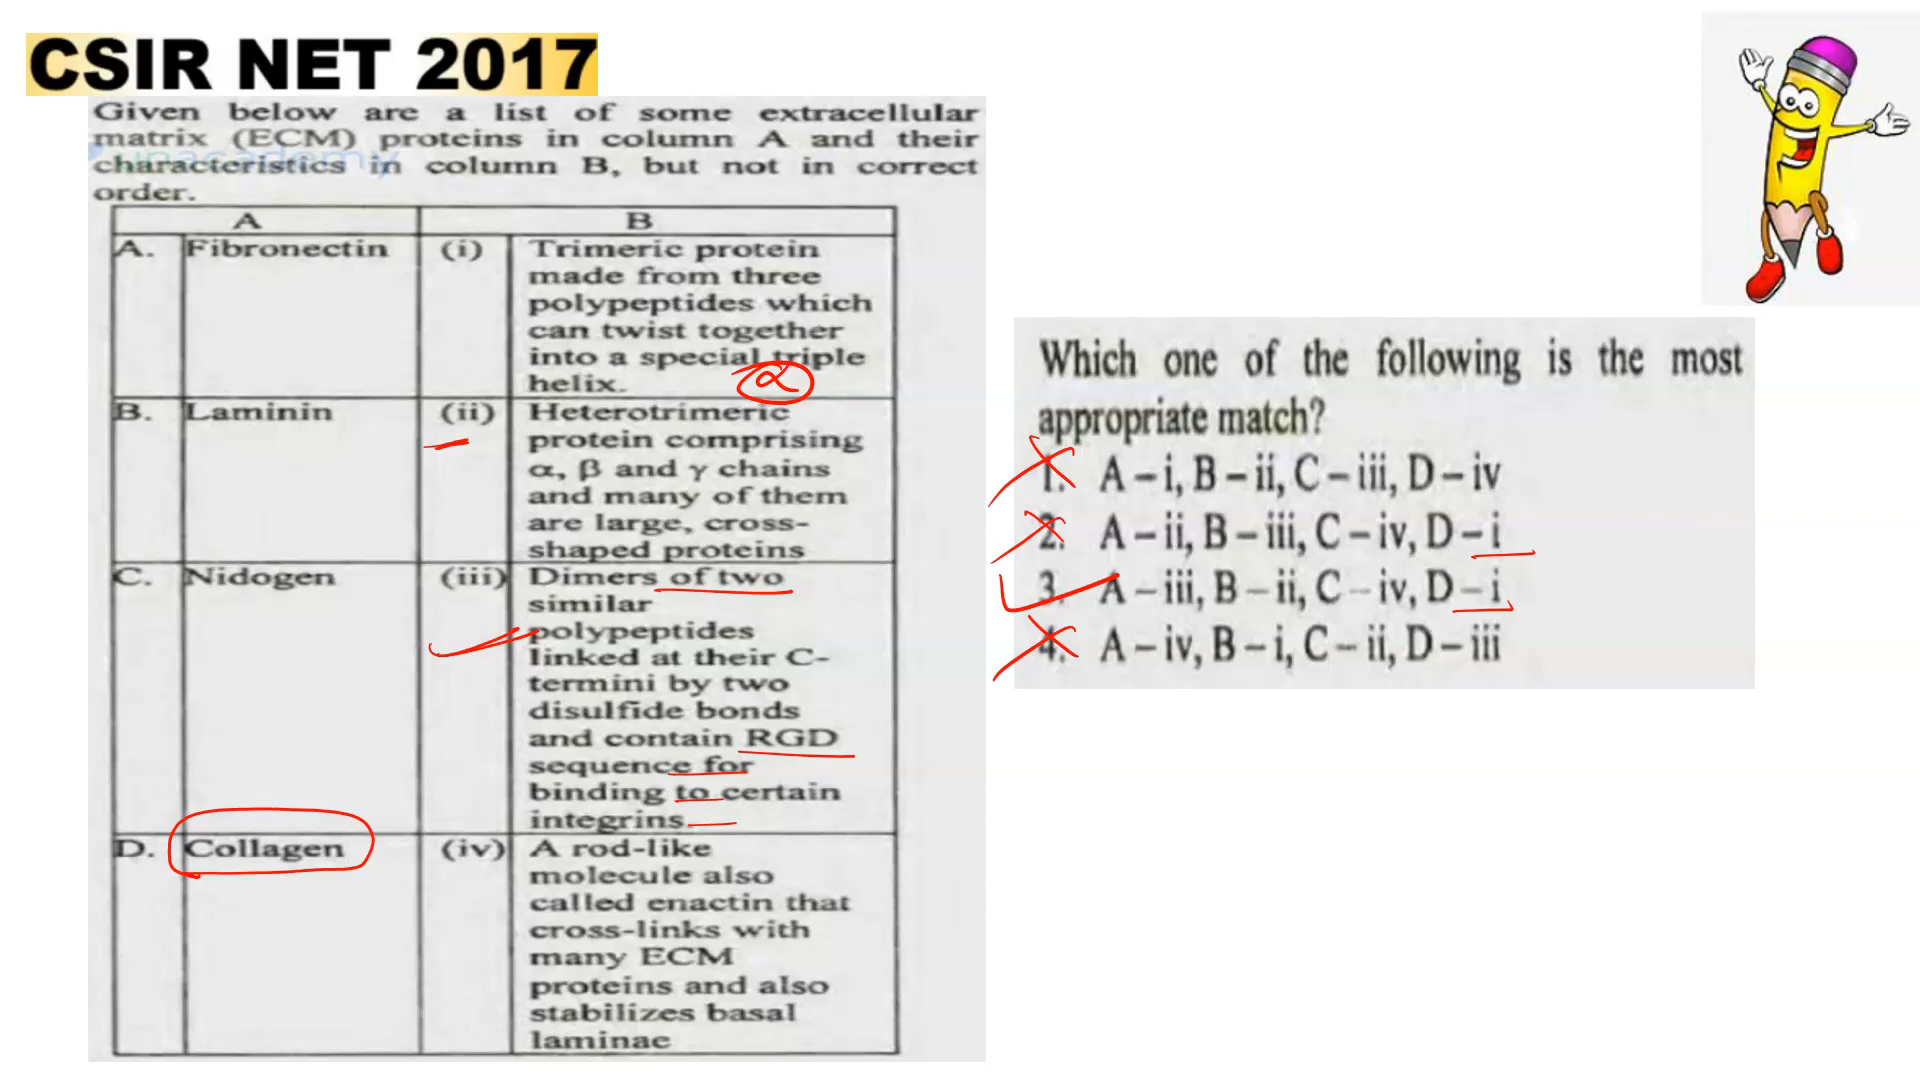 CSIR NET 2017
Given below are a list of some extracellular
matrix (ECM) proteins in column A and their
characteristics in column B, but not in correct
order.
A B
A. Fibronectin (i) Trimeric protein
made from three
polypeptides which
can twist together
into a special triple
helix.
α
B. Laminin (ii) Heterotrimeric
protein comprising
α, β and γ chains
and many of them
are large, cross-
shaped proteins
C. Nidogen (iii) Dimers of two
similar
polypeptides
linked at their C-
termini by two
disulfide bonds
and contain RGD
sequence for
binding to certain
integrins.
D. Collagen (iv) A rod-like
molecule also
called enactin that
cross-links with
many ECM
proteins and also
stabilizes basal
laminae
Which one of the following is the most
appropriate match?
1. A – i, B – ii, C – iii, D – iv
2. A – ii, B – iii, C – iv, D – i
3. A – iii, B – ii, C – iv, D – i
4. A – iv, B – i, C – ii, D – iii